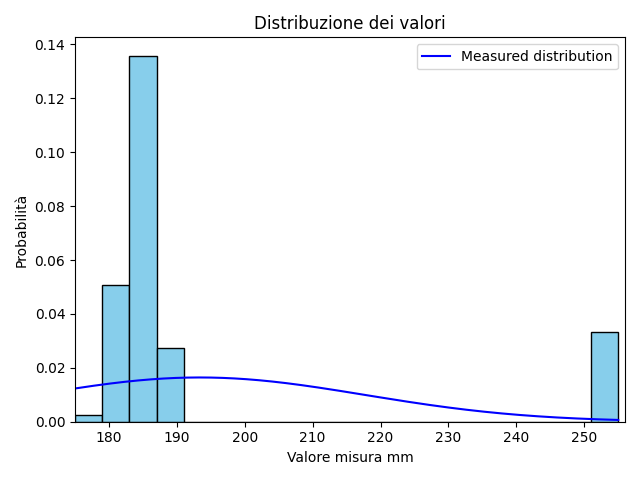 Distribuzione dei valori
Measured distribution
0.14
0.12
0.10
0.08
0.06
0.04
0.02
0.00
Probabilità
180 190 200 210 220 230 240 250
Valore misura mm